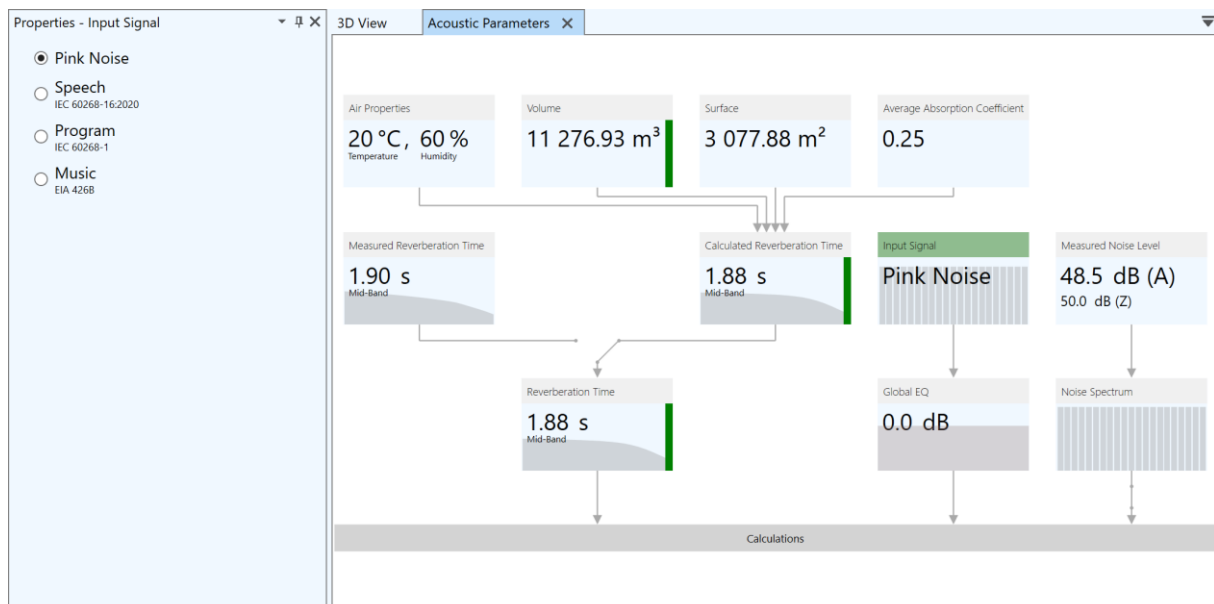 Properties - Input Signal
3D View
Acoustic Parameters
Pink Noise
Speech
IEC 60268-16:2020
Program
IEC 60268-1
Music
EIA 426B
Air Properties
20 °C, 60 %
Temperature Humidity
Volume
11 276.93 m³
Surface
3 077.88 m²
Average Absorption Coefficient
0.25
Measured Reverberation Time
1.90 s
Mid-Band
Calculated Reverberation Time
1.88 s
Mid-Band
Input Signal
Pink Noise
Measured Noise Level
48.5 dB (A)
50.0 dB (Z)
Reverberation Time
1.88 s
Mid-Band
Global EQ
0.0 dB
Noise Spectrum
Calculations